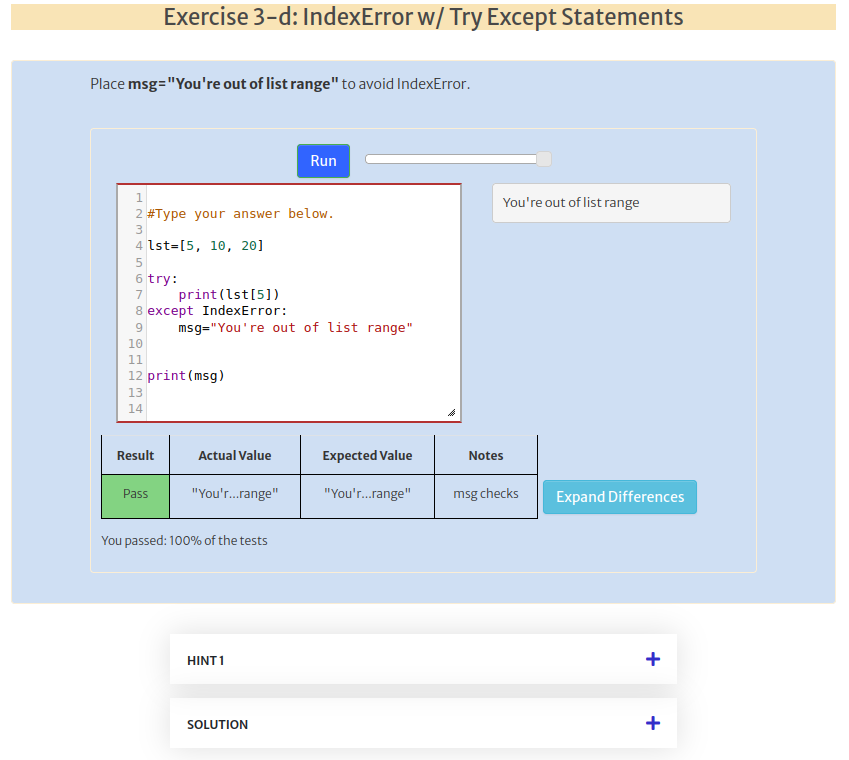 Exercise 3-d: IndexError w/ Try Except Statements
Place msg="You're out of list range" to avoid IndexError.
Run
You're out of list range
1
2 #Type your answer below.
3
4 lst=[5, 10, 20]
5
6 try:
7     print(lst[5])
8 except IndexError:
9     msg="You're out of list range"
10
11
12 print(msg)
13
14
Result Actual Value Expected Value Notes
Pass "You'r...range" "You'r...range" msg checks
Expand Differences
You passed: 100% of the tests
HINT 1 +
SOLUTION +